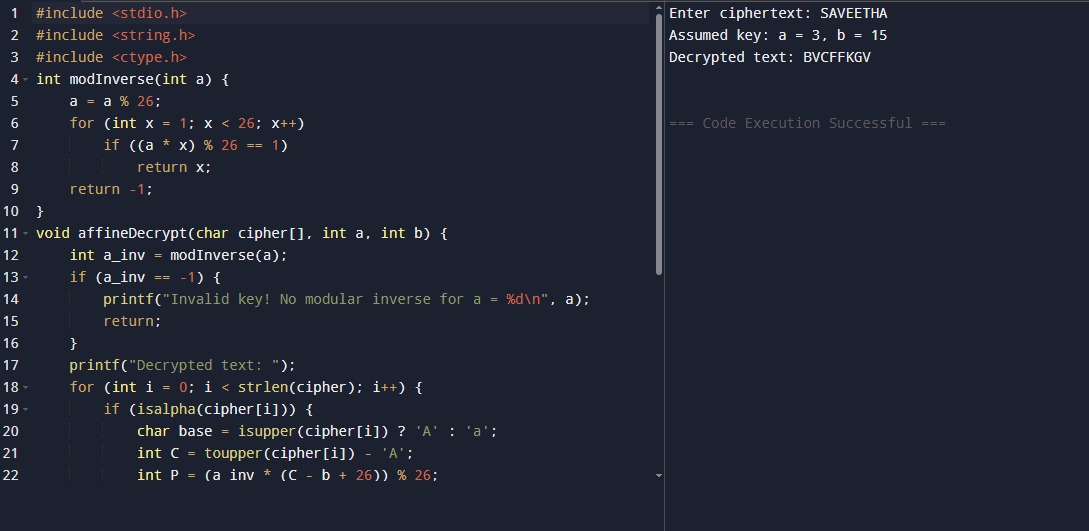 1 #include <stdio.h>
2 #include <string.h>
3 #include <ctype.h>
4 int modInverse(int a) {
5     a = a % 26;
6     for (int x = 1; x < 26; x++)
7         if ((a * x) % 26 == 1)
8             return x;
9     return -1;
10 }
11 void affineDecrypt(char cipher[], int a, int b) {
12     int a_inv = modInverse(a);
13     if (a_inv == -1) {
14         printf("Invalid key! No modular inverse for a = %d\n", a);
15         return;
16     }
17     printf("Decrypted text: ");
18     for (int i = 0; i < strlen(cipher); i++) {
19         if (isalpha(cipher[i])) {
20             char base = isupper(cipher[i]) ? 'A' : 'a';
21             int C = toupper(cipher[i]) - 'A';
22             int P = (a_inv * (C - b + 26)) % 26;
Enter ciphertext: SAVEETHA
Assumed key: a = 3, b = 15
Decrypted text: BVCFFKGV
=== Code Execution Successful ===